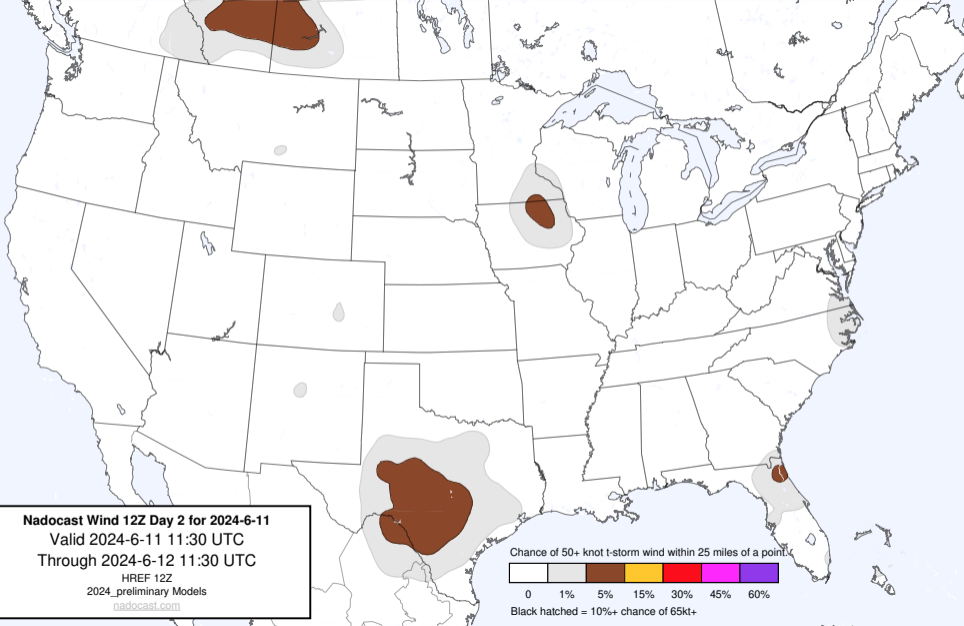 Nadocast Wind 12Z Day 2 for 2024-6-11
Valid 2024-6-11 11:30 UTC
Through 2024-6-12 11:30 UTC
HREF 12Z
2024_preliminary Models
nadocast.com
Chance of 50+ knot t-storm wind within 25 miles of a point.
0 1% 5% 15% 30% 45% 60%
Black hatched = 10%+ chance of 65kt+